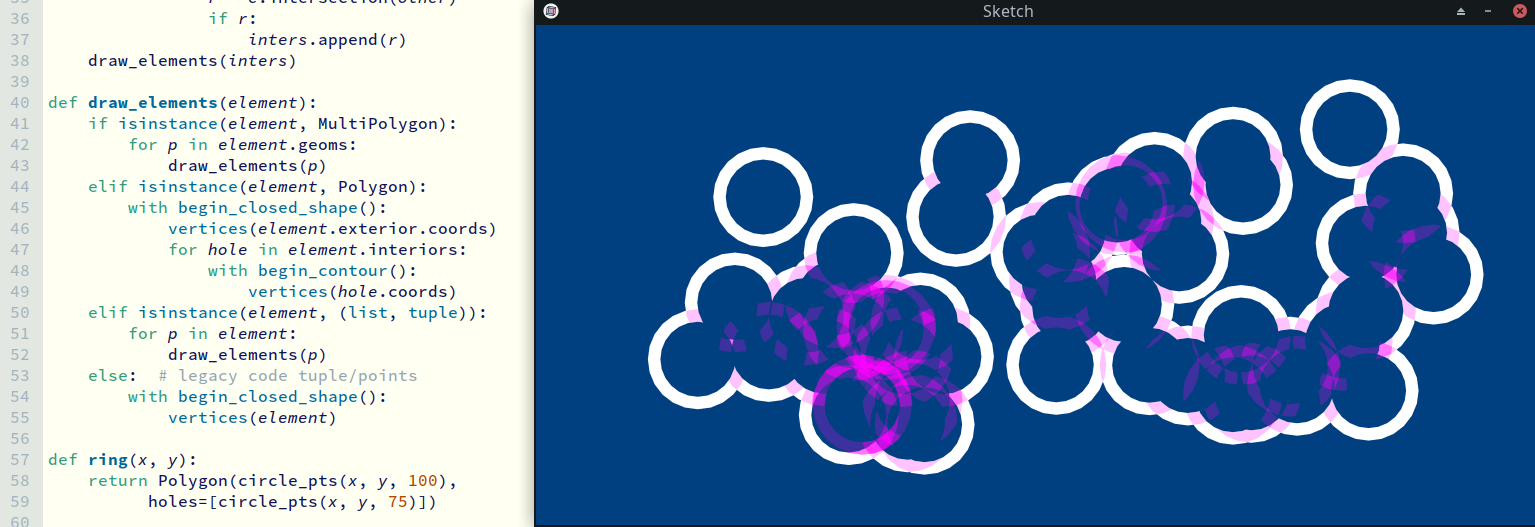 36 if r:
37 inters.append(r)
38 draw_elements(inters)
39
40 def draw_elements(element):
41 if isinstance(element, MultiPolygon):
42 for p in element.geoms:
43 draw_elements(p)
44 elif isinstance(element, Polygon):
45 with begin_closed_shape():
46 vertices(element.exterior.coords)
47 for hole in element.interiors:
48 with begin_contour():
49 vertices(hole.coords)
50 elif isinstance(element, (list, tuple)):
51 for p in element:
52 draw_elements(p)
53 else:  # legacy code tuple/points
54 with begin_closed_shape():
55 vertices(element)
56
57 def ring(x, y):
58 return Polygon(circle_pts(x, y, 100),
59 holes=[circle_pts(x, y, 75)])
60
Sketch